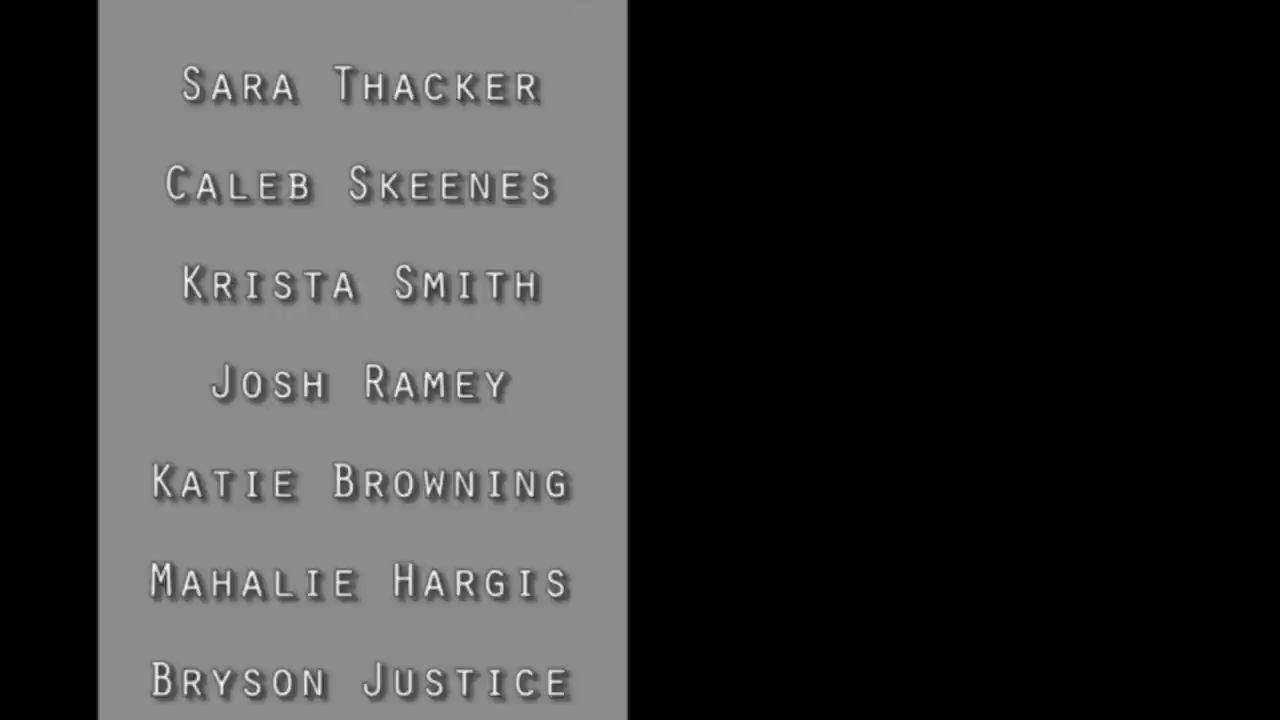 Sara Thacker
Caleb Skeenes
Krista Smith
Josh Ramey
Katie Browning
Mahalie Hargis
Bryson Justice